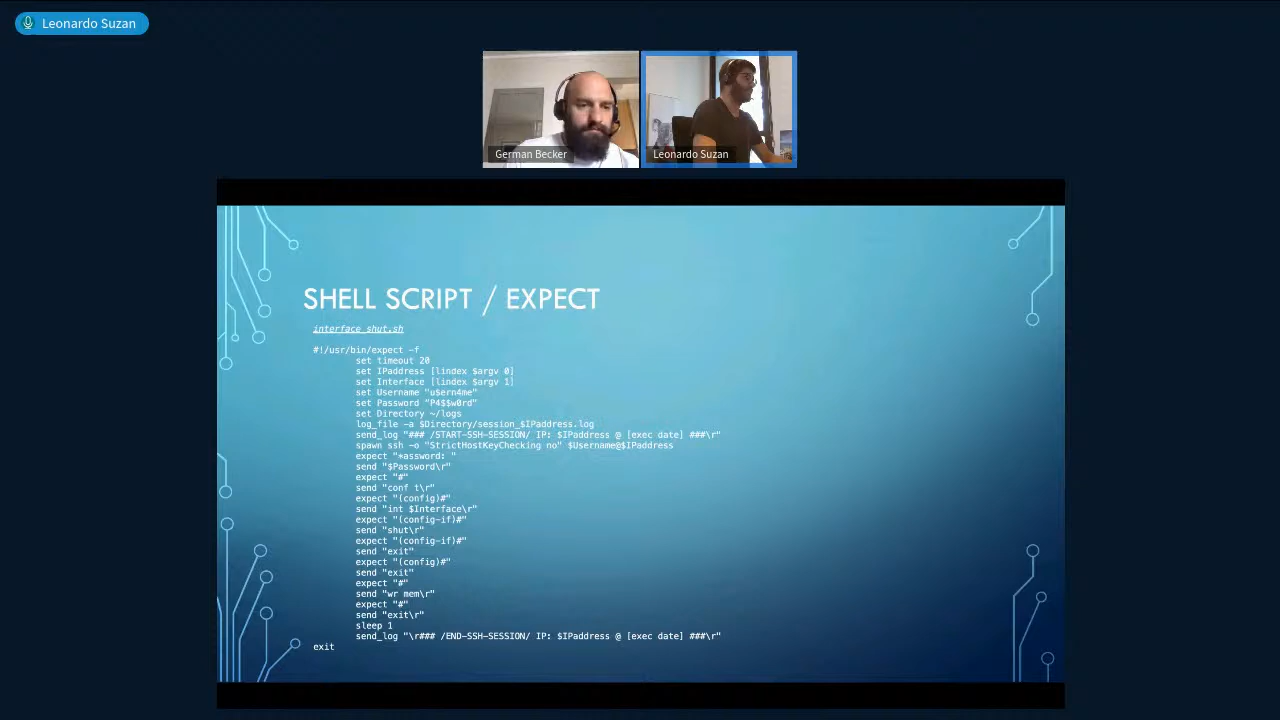 Leonardo Suzan
German Becker
Leonardo Suzan
SHELL SCRIPT / EXPECT
interface_shut.sh
#!/usr/bin/expect -f
set timeout 20
set IPaddress [lindex $argv 0]
set Interface [lindex $argv 1]
set Username "u$ern4me"
set Password "P4$$w0rd"
set Directory ~/logs
log_file -a $Directory/session_$IPaddress.log
send_log "### /START-SSH-SESSION/ IP: $IPaddress @ [exec date] ###\r"
spawn ssh -o "StrictHostKeyChecking no" $Username@$IPaddress
expect "*assword: "
send "$Password\r"
expect "#"
send "conf t\r"
expect "(config)#"
send "int $Interface\r"
expect "(config-if)#"
send "shut\r"
expect "(config-if)#"
send "exit"
expect "(config)#"
send "exit"
expect "#"
send "wr mem\r"
expect "#"
send "exit\r"
sleep 1
send_log "\r### /END-SSH-SESSION/ IP: $IPaddress @ [exec date] ###\r"
exit